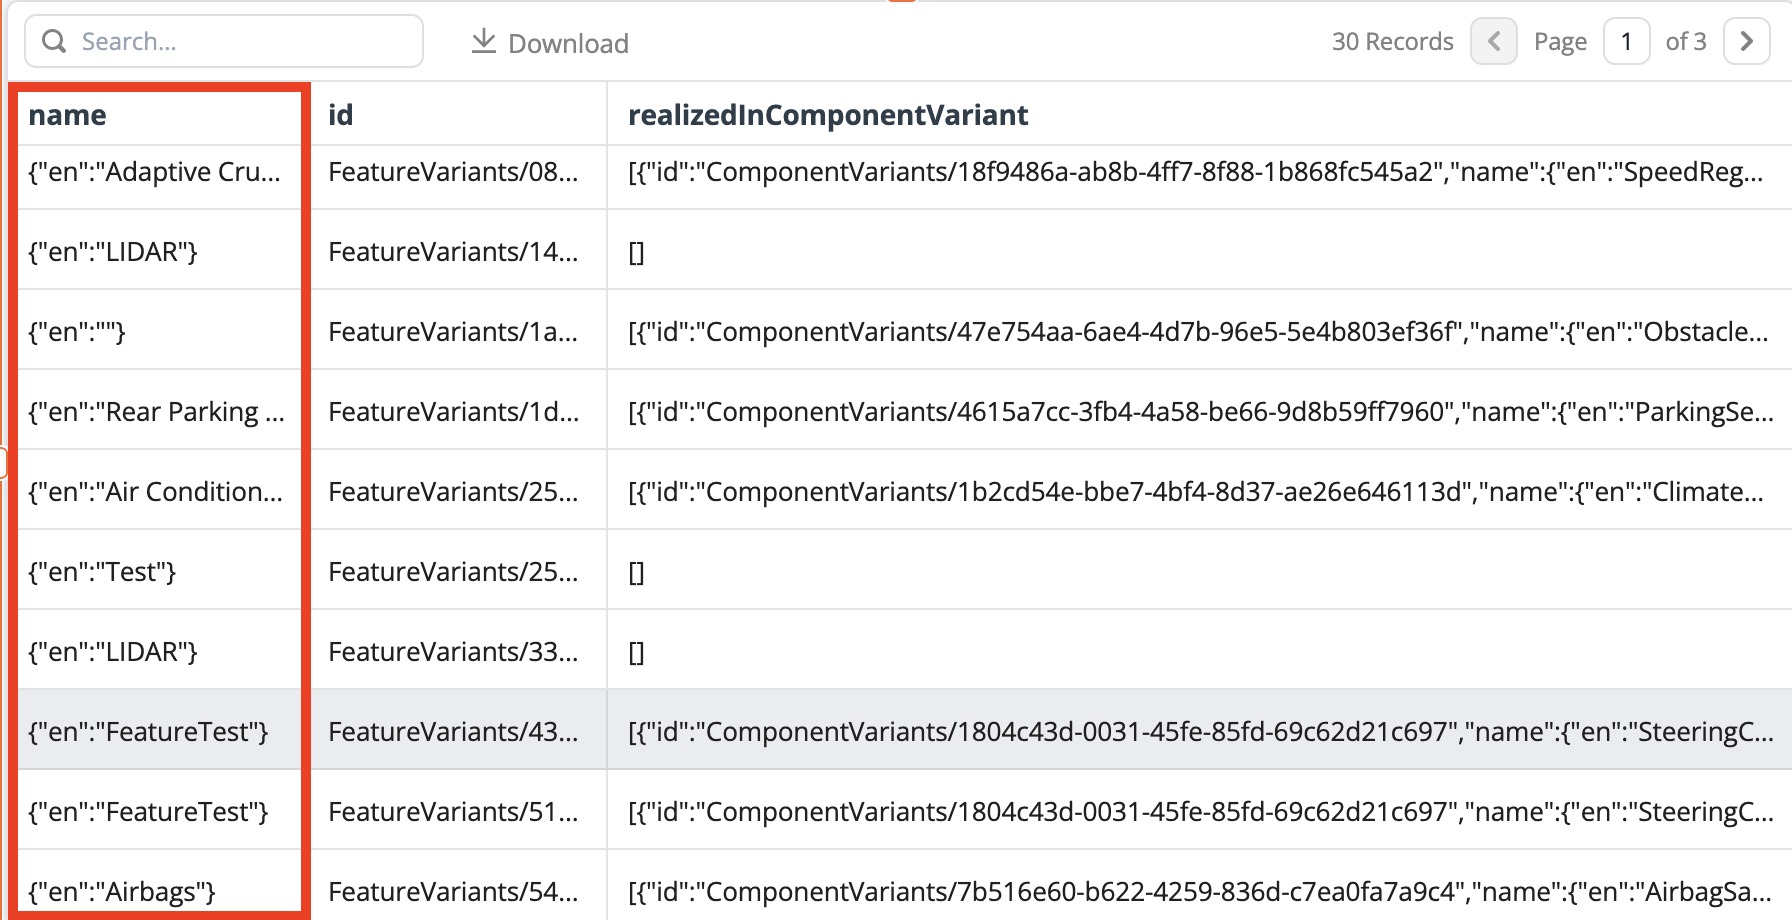 Search...
Download
30 Records
Page 1 of 3
name id realizedInComponentVariant
{"en":"Adaptive Cru... FeatureVariants/08... [{"id":"ComponentVariants/18f9486a-ab8b-4ff7-8f88-1b868fc545a2","name":{"en":"SpeedReg...
{"en":"LIDAR"} FeatureVariants/14... []
{"en":""} FeatureVariants/1a... [{"id":"ComponentVariants/47e754aa-6ae4-4d7b-96e5-5e4b803ef36f","name":{"en":"Obstacle...
{"en":"Rear Parking ... FeatureVariants/1d... [{"id":"ComponentVariants/4615a7cc-3fb4-4a58-be66-9d8b59ff7960","name":{"en":"ParkingSe...
{"en":"Air Condition... FeatureVariants/25... [{"id":"ComponentVariants/1b2cd54e-bbe7-4bf4-8d37-ae26e646113d","name":{"en":"Climate...
{"en":"Test"} FeatureVariants/25... []
{"en":"LIDAR"} FeatureVariants/33... []
{"en":"FeatureTest"} FeatureVariants/43... [{"id":"ComponentVariants/1804c43d-0031-45fe-85fd-69c62d21c697","name":{"en":"SteeringC...
{"en":"FeatureTest"} FeatureVariants/51... [{"id":"ComponentVariants/1804c43d-0031-45fe-85fd-69c62d21c697","name":{"en":"SteeringC...
{"en":"Airbags"} FeatureVariants/54... [{"id":"ComponentVariants/7b516e60-b622-4259-836d-c7ea0fa7a9c4","name":{"en":"AirbagSa...